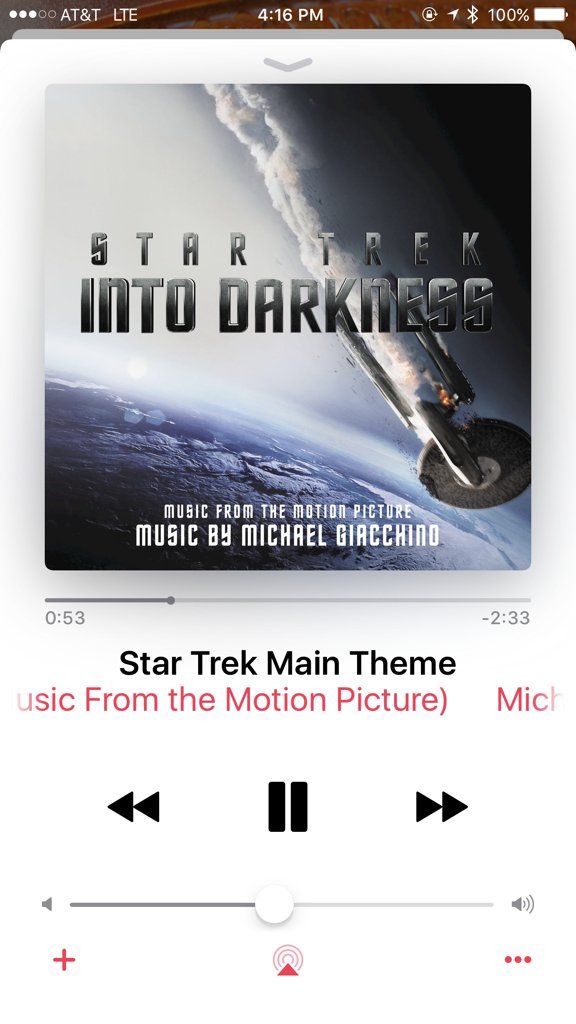 AT&T LTE 4:16 PM 100%
STAR TREK
INTO DARKNESS
MUSIC FROM THE MOTION PICTURE
MUSIC BY MICHAEL GIACCHINO
0:53 -2:33
Star Trek Main Theme
usic From the Motion Picture) Mich